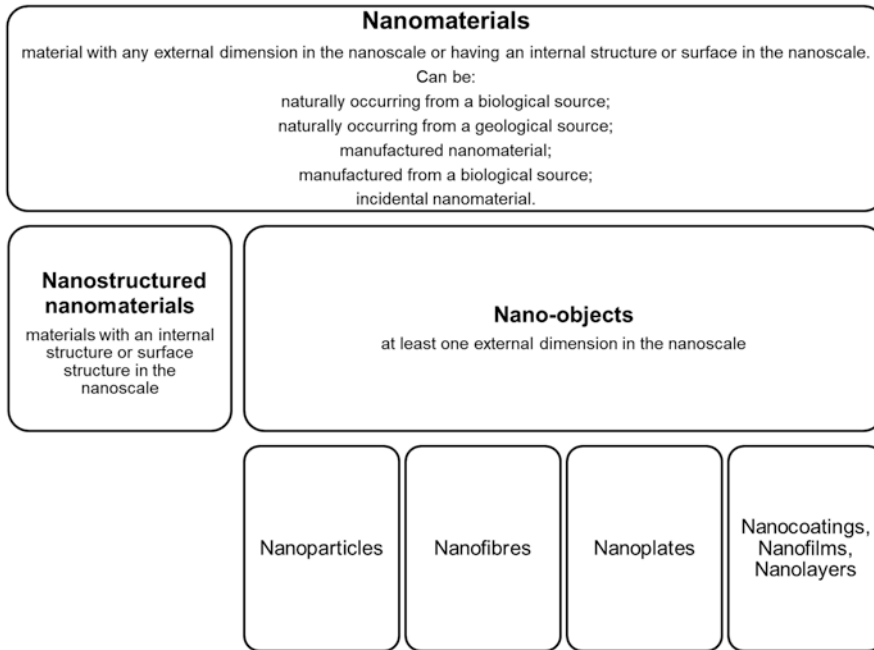 Nanomaterials
material with any external dimension in the nanoscale or having an internal structure or surface in the nanoscale.
Can be:
naturally occurring from a biological source;
naturally occurring from a geological source;
manufactured nanomaterial;
manufactured from a biological source;
incidental nanomaterial.
Nanostructured
nanomaterials
materials with an internal
structure or surface
structure in the
nanoscale
Nano-objects
at least one external dimension in the nanoscale
Nanoparticles
Nanofibres
Nanoplates
Nanocoatings,
Nanofilms,
Nanolayers